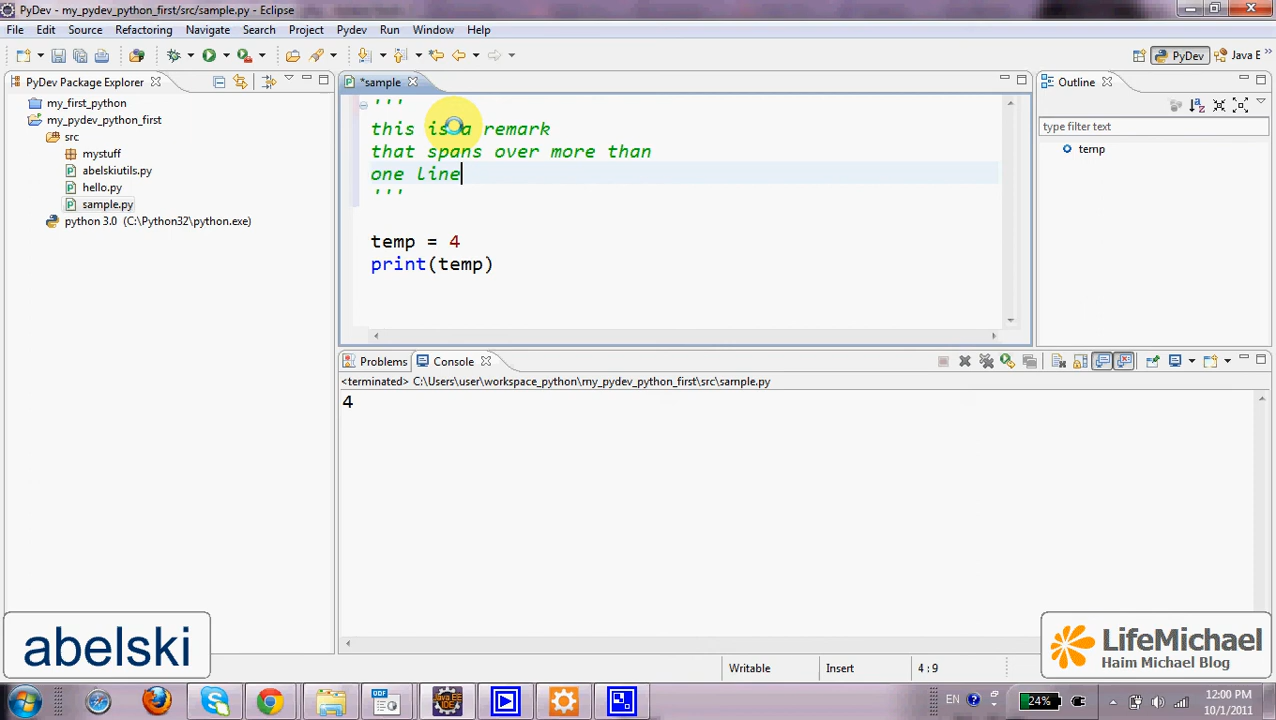 PyDev - my_pydev_python_first/src/sample.py - Eclipse
File Edit Source Refactoring Navigate Search Project Pydev Run Window Help
PyDev Java E
PyDev Package Explorer
*sample
Outline
my_first_python
my_pydev_python_first
src
mystuff
abelskiutils.py
hello.py
sample.py
python 3.0 (C:\Python32\python.exe)
'''
this is a remark
that spans over more than
one line
'''
temp = 4
print(temp)
type filter text
temp
Problems Console
<terminated> C:\Users\user\workspace_python\my_pydev_python_first\src\sample.py
4
abelski
LifeMichael
Haim Michael Blog
Writable Insert 4 : 9
ODF
Java EE
IDE
EN
24%
12:00 PM
10/1/2011